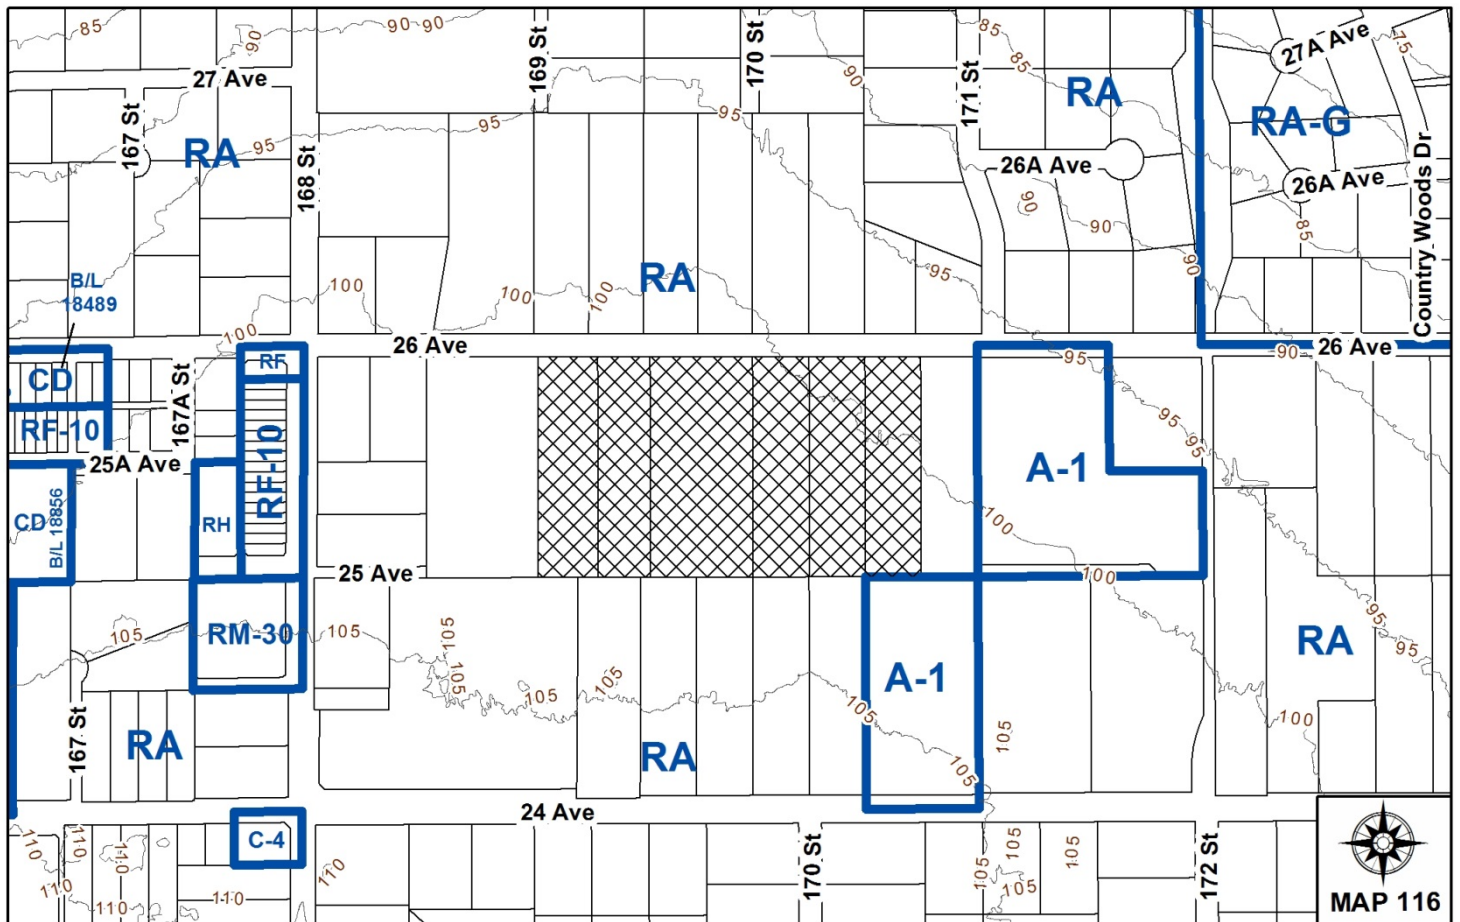 85
90
90 90
85
85
75
27 Ave
167 St
168 St
169 St
170 St
171 St
27A Ave
RA
RA
RA-G
95
95
95
90
26A Ave
26A Ave
Country Woods Dr
90
90
85
90
95
RA
B/L
18489
100
100
100
100
26 Ave
26 Ave
90
95
CD
RF
RF-10
RF-10
167A St
25A Ave
95
95
A-1
CD
B/L 18856
RH
100
25 Ave
100
95
95
105
RM-30
105
105
105
105
105
A-1
105
105
105
RA
100
167 St
RA
RA
24 Ave
C-4
110
110
110
110
110
110
110
170 St
105
105
105
105
172 St
MAP 116